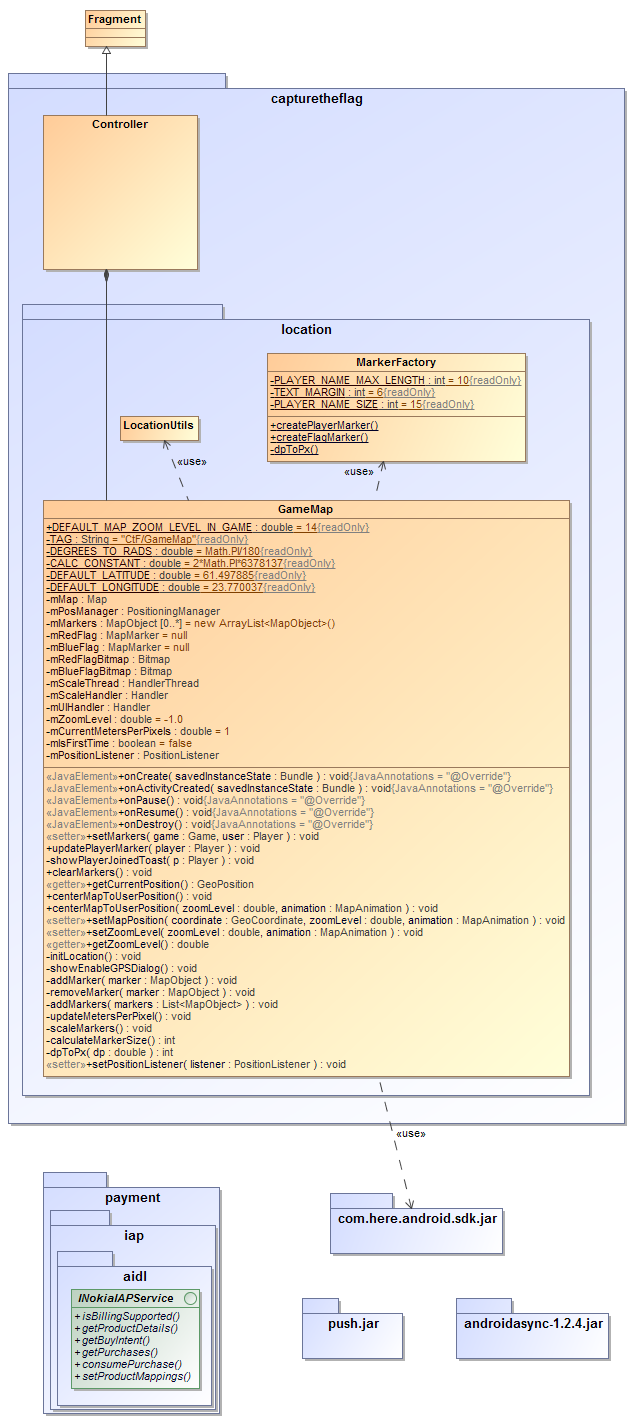 Fragment
capturetheflag
Controller
location
MarkerFactory
-PLAYER_NAME_MAX_LENGTH : int = 10{readOnly}
-TEXT_MARGIN : int = 6{readOnly}
-PLAYER_NAME_SIZE : int = 15{readOnly}
+createPlayerMarker()
+createFlagMarker()
-dpToPx()
LocationUtils
«use»
«use»
GameMap
+DEFAULT_MAP_ZOOM_LEVEL_IN_GAME : double = 14{readOnly}
-TAG : String = "CtF/GameMap"{readOnly}
-DEGREES_TO_RADS : double = Math.PI/180{readOnly}
-CALC_CONSTANT : double = 2*Math.PI*6378137{readOnly}
-DEFAULT_LATITUDE : double = 61.497885{readOnly}
-DEFAULT_LONGITUDE : double = 23.770037{readOnly}
-mMap : Map
-mPosManager : PositioningManager
-mMarkers : MapObject [0..*] = new ArrayList<MapObject>()
-mRedFlag : MapMarker = null
-mBlueFlag : MapMarker = null
-mRedFlagBitmap : Bitmap
-mBlueFlagBitmap : Bitmap
-mScaleThread : HandlerThread
-mScaleHandler : Handler
-mUIHandler : Handler
-mZoomLevel : double = -1.0
-mCurrentMetersPerPixels : double = 1
-mIsFirstTime : boolean = false
-mPositionListener : PositionListener
«JavaElement»+onCreate( savedInstanceState : Bundle ) : void{JavaAnnotations = "@Override"}
«JavaElement»+onActivityCreated( savedInstanceState : Bundle ) : void{JavaAnnotations = "@Override"}
«JavaElement»+onPause() : void{JavaAnnotations = "@Override"}
«JavaElement»+onResume() : void{JavaAnnotations = "@Override"}
«JavaElement»+onDestroy() : void{JavaAnnotations = "@Override"}
«setter»+setMarkers( game : Game, user : Player ) : void
+updatePlayerMarker( player : Player ) : void
-showPlayerJoinedToast( p : Player ) : void
+clearMarkers() : void
«getter»+getCurrentPosition() : GeoPosition
+centerMapToUserPosition() : void
+centerMapToUserPosition( zoomLevel : double, animation : MapAnimation ) : void
«setter»+setMapPosition( coordinate : GeoCoordinate, zoomLevel : double, animation : MapAnimation ) : void
«setter»+setZoomLevel( zoomLevel : double, animation : MapAnimation ) : void
«getter»+getZoomLevel() : double
-initLocation() : void
-showEnableGPSDialog() : void
-addMarker( marker : MapObject ) : void
-removeMarker( marker : MapObject ) : void
-addMarkers( markers : List<MapObject> ) : void
-updateMetersPerPixel() : void
-scaleMarkers() : void
-calculateMarkerSize() : int
-dpToPx( dp : double ) : int
«setter»+setPositionListener( listener : PositionListener ) : void
«use»
payment
iap
aidl
INokiaIAPService
+isBillingSupported()
+getProductDetails()
+getBuyIntent()
+getPurchases()
+consumePurchase()
+setProductMappings()
com.here.android.sdk.jar
push.jar
androidasync-1.2.4.jar